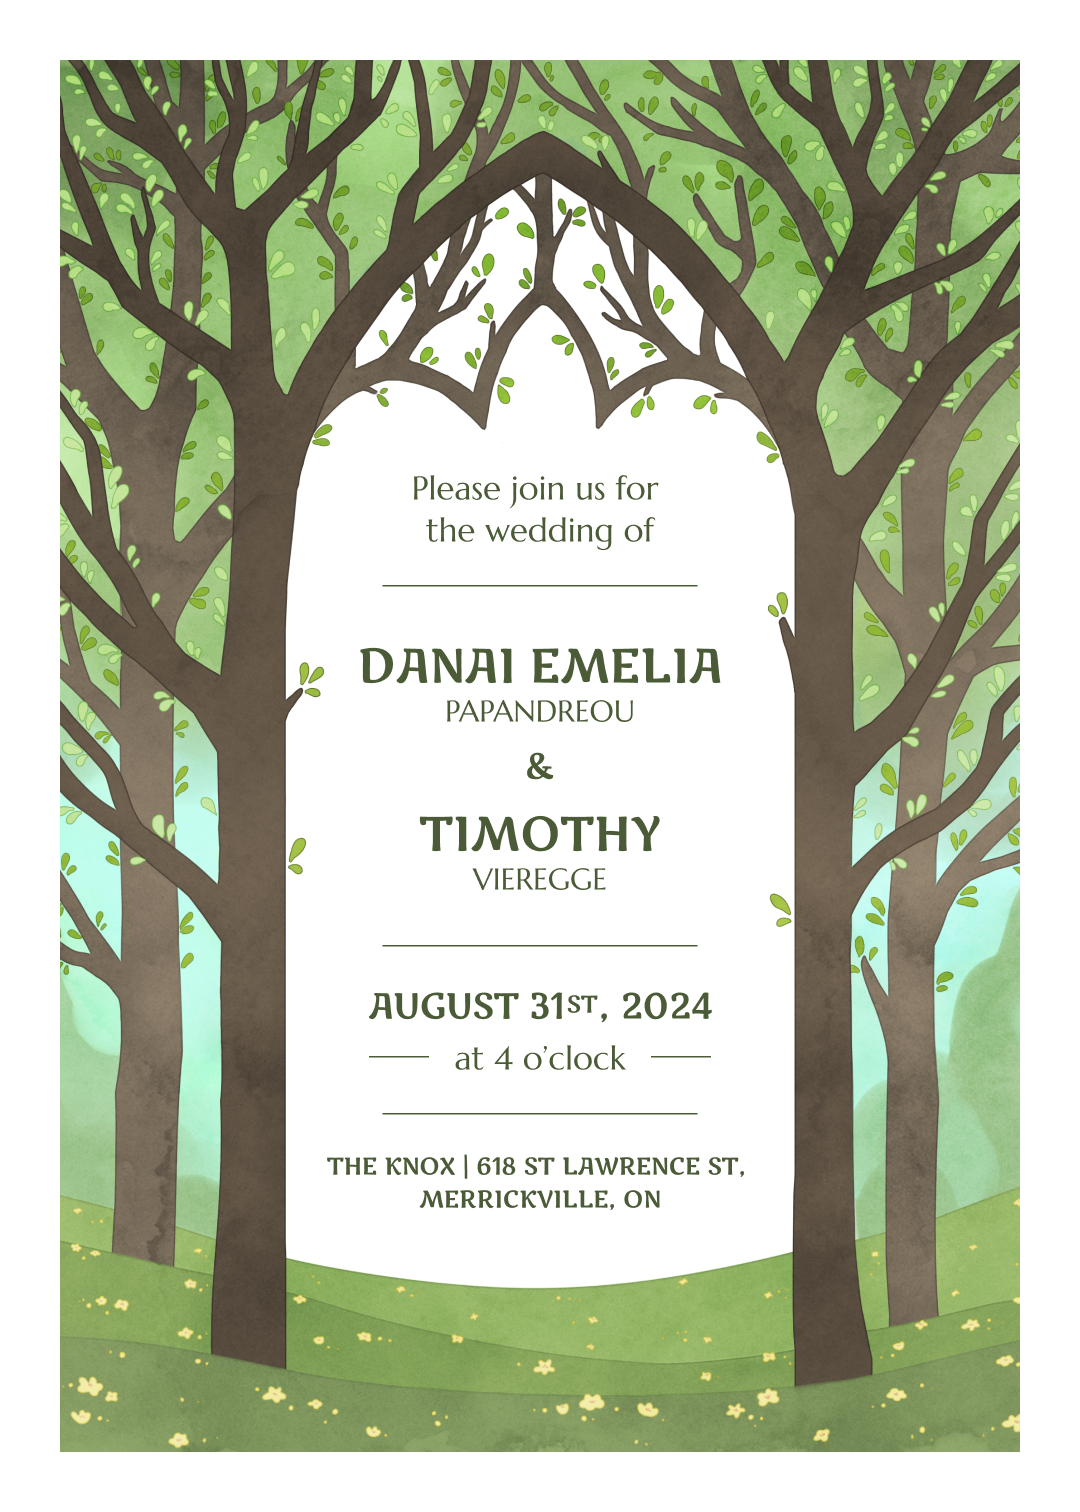 Please join us for
the wedding of
DANAI EMELIA
PAPANDREOU
&
TIMOTHY
VIEREGGE
AUGUST 31ST, 2024
at 4 o’clock
THE KNOX | 618 ST LAWRENCE ST,
MERRICKVILLE, ON